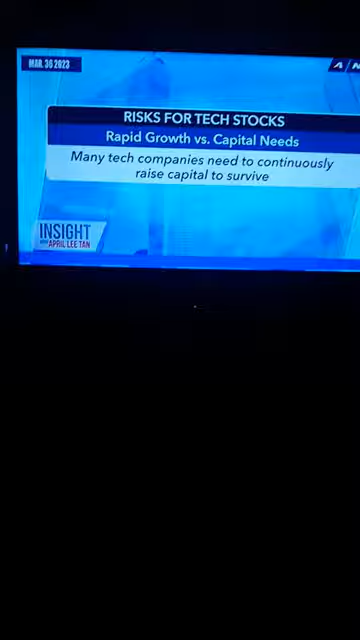 MAR. 30 2023
RISKS FOR TECH STOCKS
Rapid Growth vs. Capital Needs
Many tech companies need to continuously
raise capital to survive
INSIGHT
APRIL LEE TAN